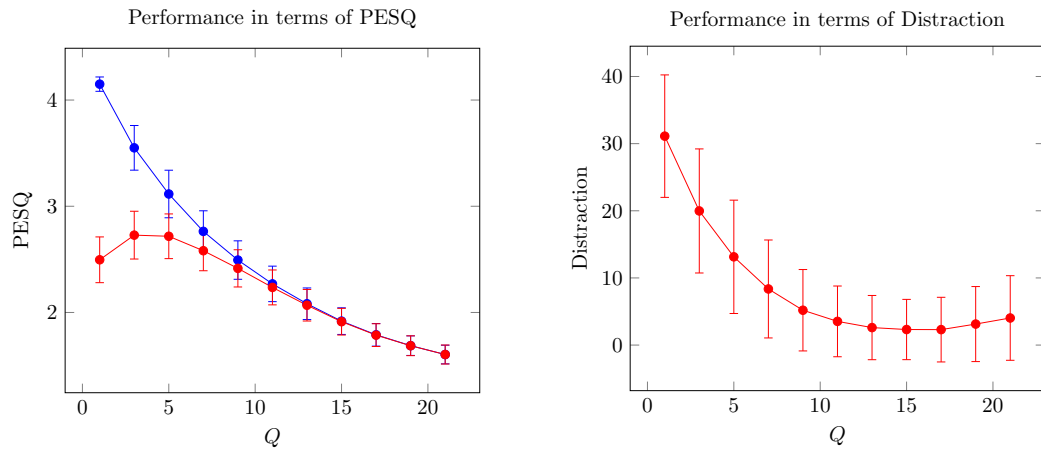 Performance in terms of PESQ
4
3
2
PESQ
0 5 10 15 20
Q
Performance in terms of Distraction
40
30
20
10
0
Distraction
0 5 10 15 20
Q